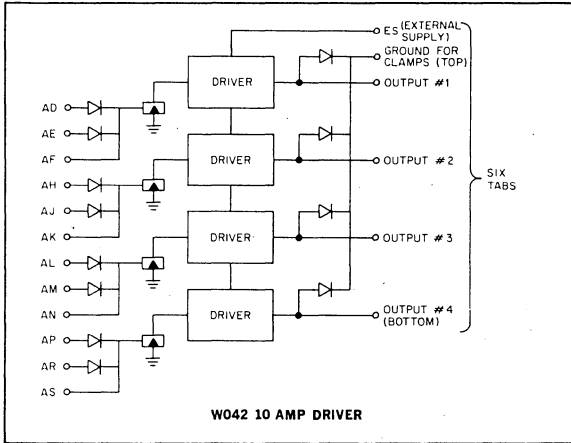 ES (EXTERNAL
SUPPLY)
GROUND FOR
CLAMPS (TOP)
DRIVER
OUTPUT #1
AD
AE
AF
DRIVER
OUTPUT #2
AH
AJ
AK
SIX
TABS
DRIVER
OUTPUT #3
AL
AM
AN
DRIVER
OUTPUT #4
(BOTTOM)
AP
AR
AS
W042 10 AMP DRIVER